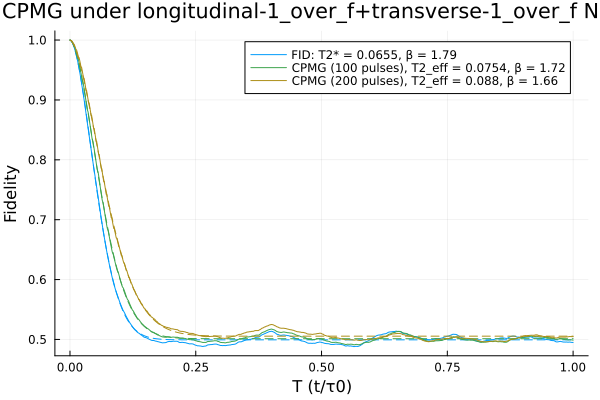 CPMG under longitudinal-1_over_f+transverse-1_over_f N
FID: T2* = 0.0655, β = 1.79
CPMG (100 pulses), T2_eff = 0.0754, β = 1.72
CPMG (200 pulses), T2_eff = 0.088, β = 1.66
Fidelity
1.0
0.9
0.8
0.7
0.6
0.5
0.00 0.25 0.50 0.75 1.00
T (t/τ0)